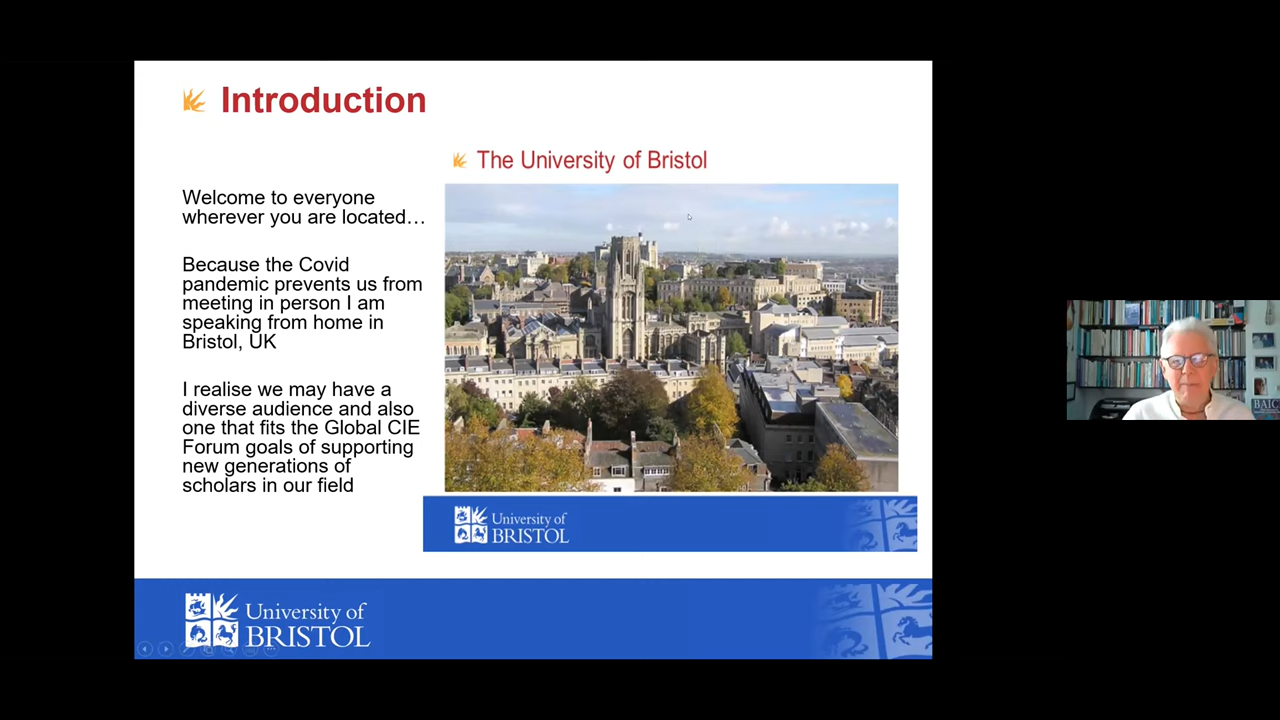 Introduction
The University of Bristol
Welcome to everyone
wherever you are located…
Because the Covid
pandemic prevents us from
meeting in person I am
speaking from home in
Bristol, UK
I realise we may have a
diverse audience and also
one that fits the Global CIE
Forum goals of supporting
new generations of
scholars in our field
University of
BRISTOL
University of
BRISTOL